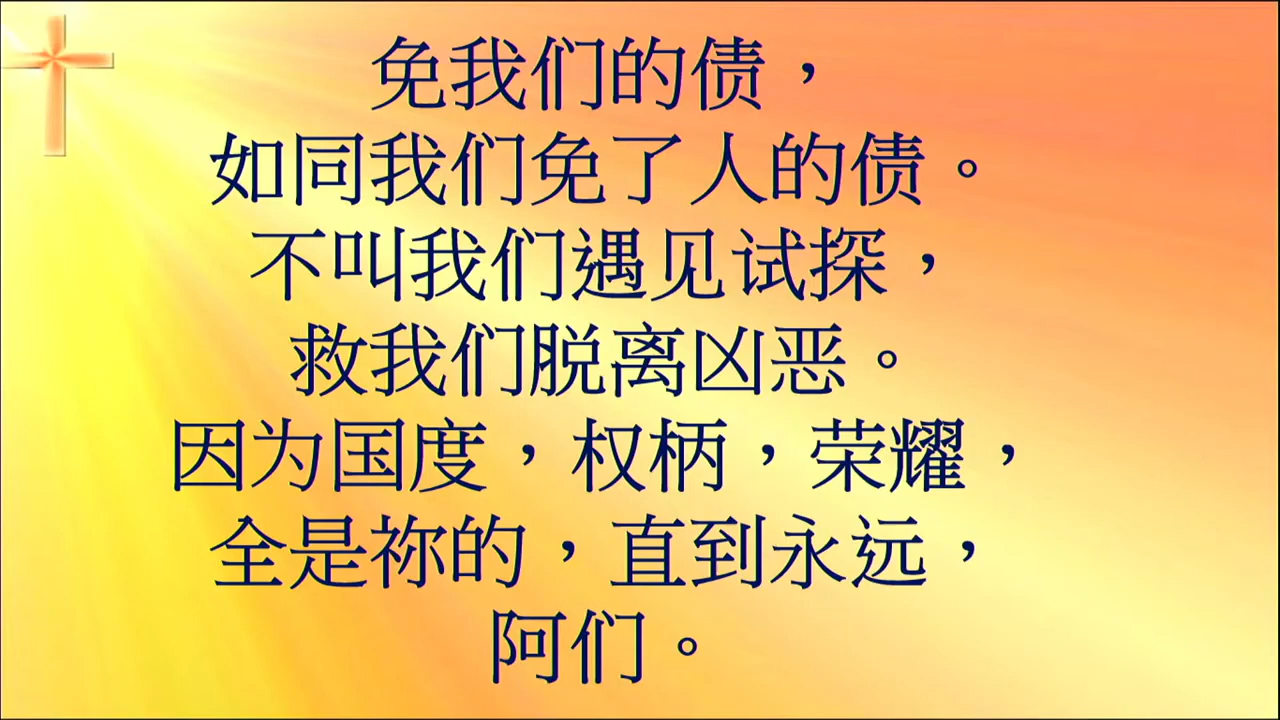 免我们的债，
如同我们免了人的债。
不叫我们遇见试探，
救我们脱离凶恶。
因为国度，权柄，荣耀，
全是祢的，直到永远，
阿们。